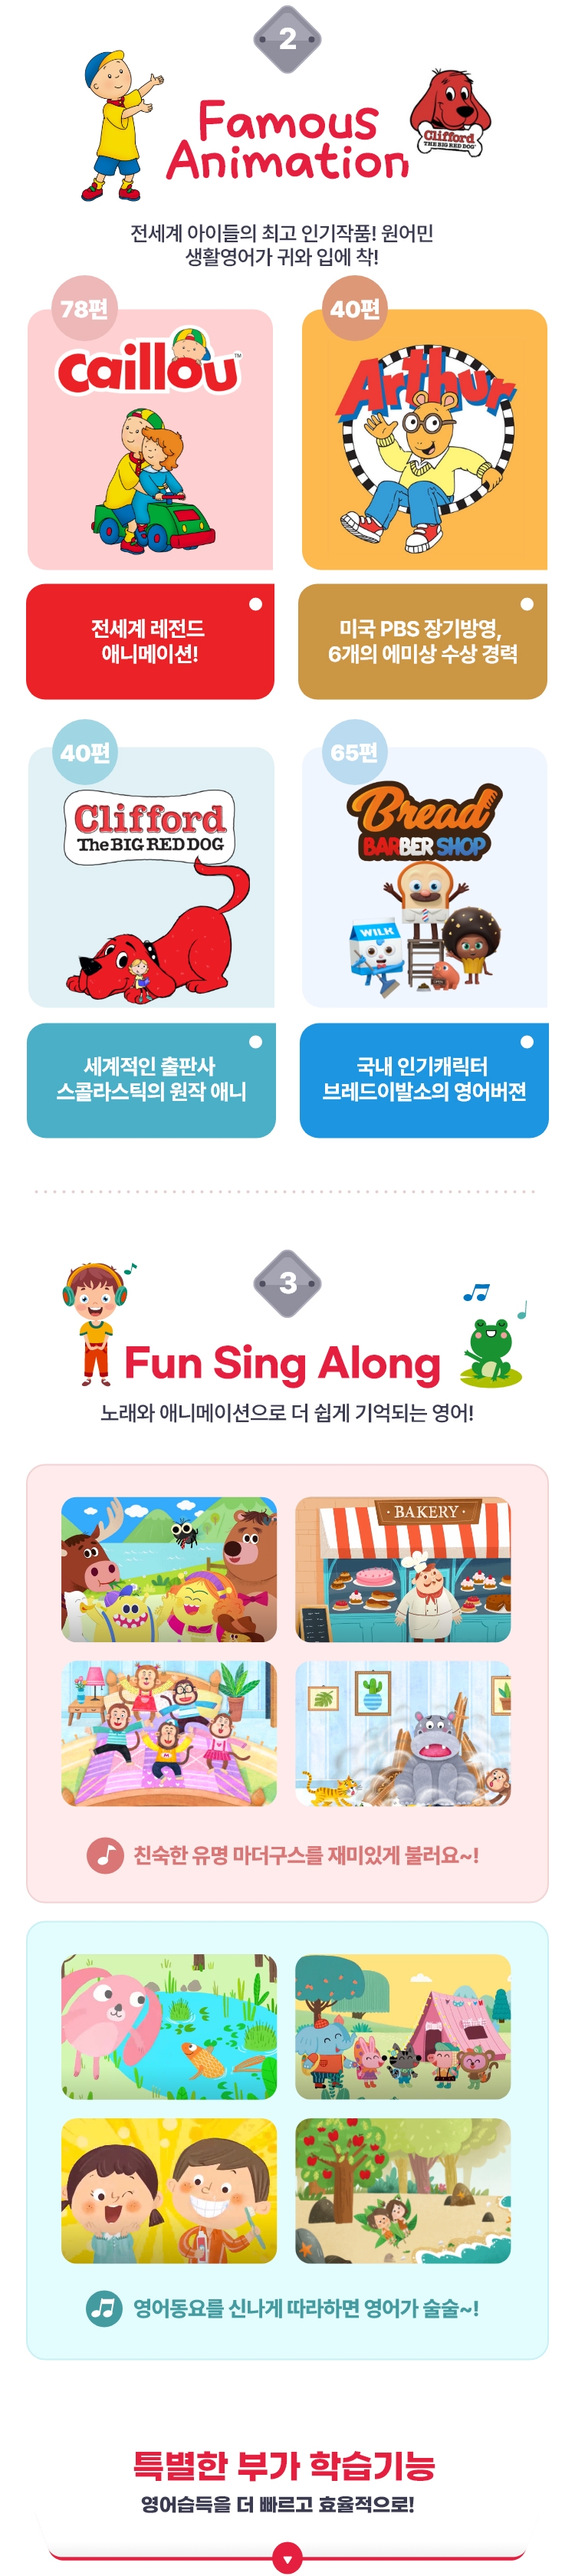 2
Famous
Animation
Clifford
THE BIG RED DOG
전세계 아이들의 최고 인기작품! 원어민
생활영어가 귀와 입에 착!
78편
40편
caillou
TM
Arthur
전세계 레전드
애니메이션!
미국 PBS 장기방영,
6개의 에미상 수상 경력
40편
65편
Clifford
The BIG RED DOG
Bread
BARBER SHOP
WILK
세계적인 출판사
스콜라스틱의 원작 애니
국내 인기캐릭터
브레드이발소의 영어버젼
3
Fun Sing Along
노래와 애니메이션으로 더 쉽게 기억되는 영어!
· BAKERY ·
친숙한 유명 마더구스를 재미있게 불러요~!
영어동요를 신나게 따라하면 영어가 술술~!
특별한 부가 학습기능
영어습득을 더 빠르고 효율적으로!